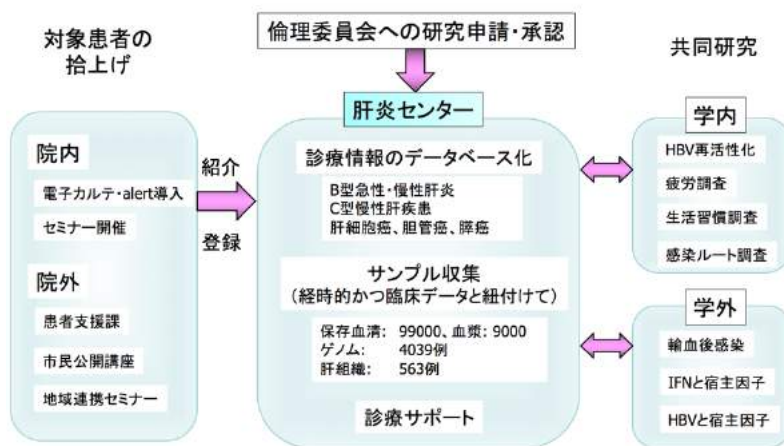 倫理委員会への研究申請・承認
対象患者の
拾上げ
院内
電子カルテ・alert導入
セミナー開催
院外
患者支援課
市民公開講座
地域連携セミナー
紹介
登録
肝炎センター
診療情報のデータベース化
B型急性・慢性肝炎
C型慢性肝疾患
肝細胞癌、胆管癌、膵癌
サンプル収集
(経時的かつ臨床データと紐付けて)
保存血清: 99000、血漿: 9000
ゲノム: 4039例
肝組織: 563例
診療サポート
共同研究
学内
HBV再活性化
疲労調査
生活習慣調査
感染ルート調査
学外
輸血後感染
IFNと宿主因子
HBVと宿主因子